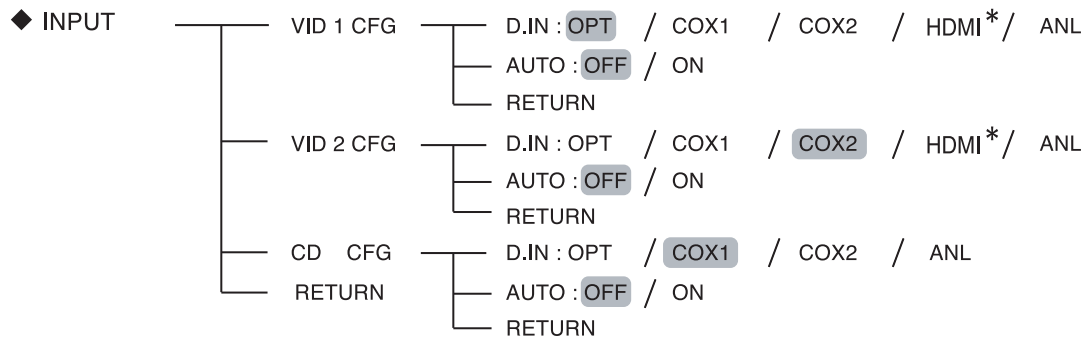 ◆ INPUT VID 1 CFG D.IN : OPT / COX1 / COX2 / HDMI* / ANL
AUTO : OFF / ON
RETURN
VID 2 CFG D.IN : OPT / COX1 / COX2 / HDMI* / ANL
AUTO : OFF / ON
RETURN
CD CFG D.IN : OPT / COX1 / COX2 / ANL
RETURN AUTO : OFF / ON
RETURN